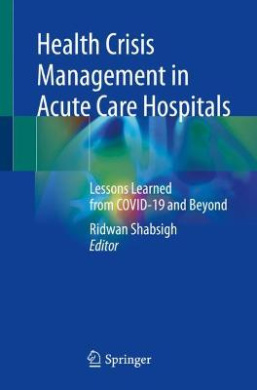 Health Crisis
Management in
Acute Care Hospitals
Lessons Learned
from COVID-19 and Beyond
Ridwan Shabsigh
Editor
Springer